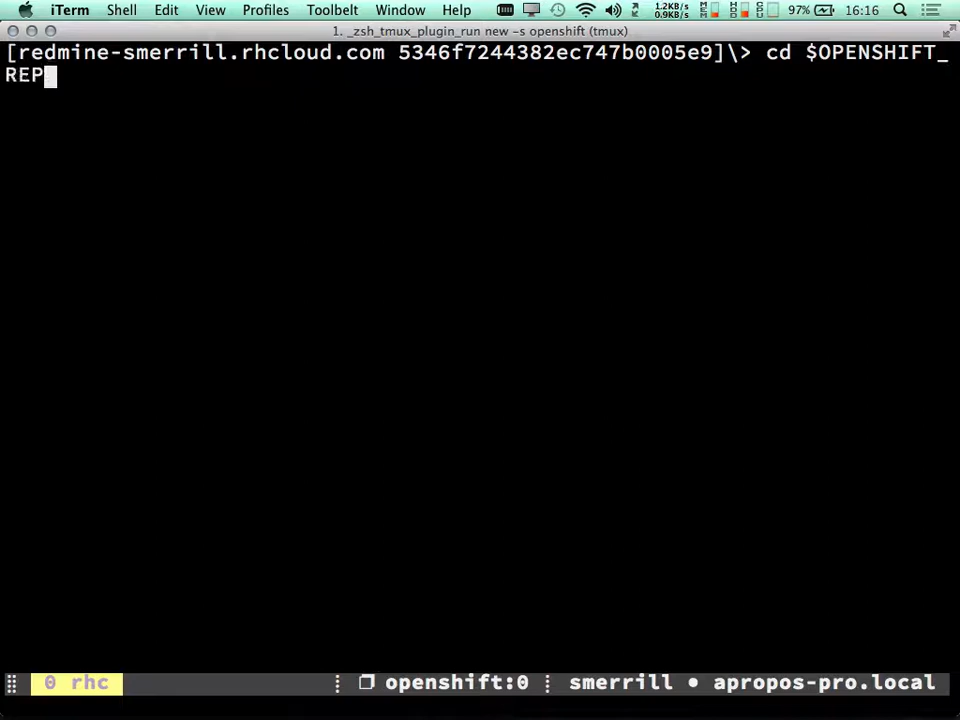 iTerm Shell Edit View Profiles Toolbelt Window Help 1.2KB/s 0.9KB/s 97% 16:16
1. _zsh_tmux_plugin_run new -s openshift (tmux)
[redmine-smerrill.rhcloud.com 5346f7244382ec747b0005e9]\> cd $OPENSHIFT_
REP
0 rhc openshift:0 smerrill • apropos-pro.local